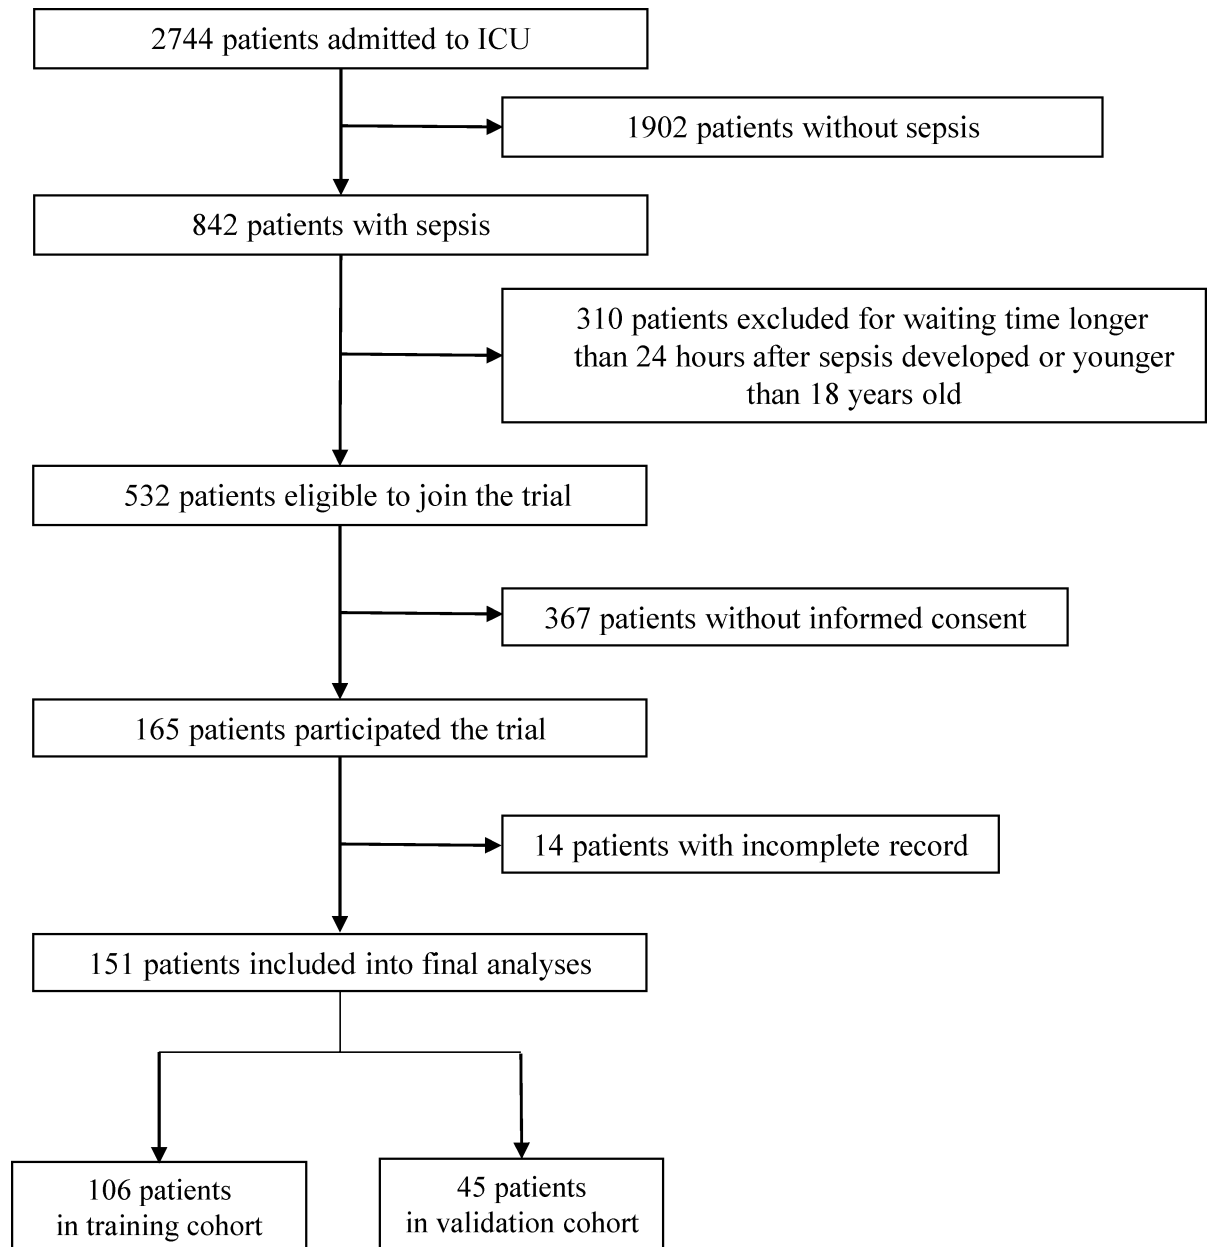 2744 patients admitted to ICU
1902 patients without sepsis
842 patients with sepsis
310 patients excluded for waiting time longer
than 24 hours after sepsis developed or younger
than 18 years old
532 patients eligible to join the trial
367 patients without informed consent
165 patients participated the trial
14 patients with incomplete record
151 patients included into final analyses
106 patients
in training cohort
45 patients
in validation cohort